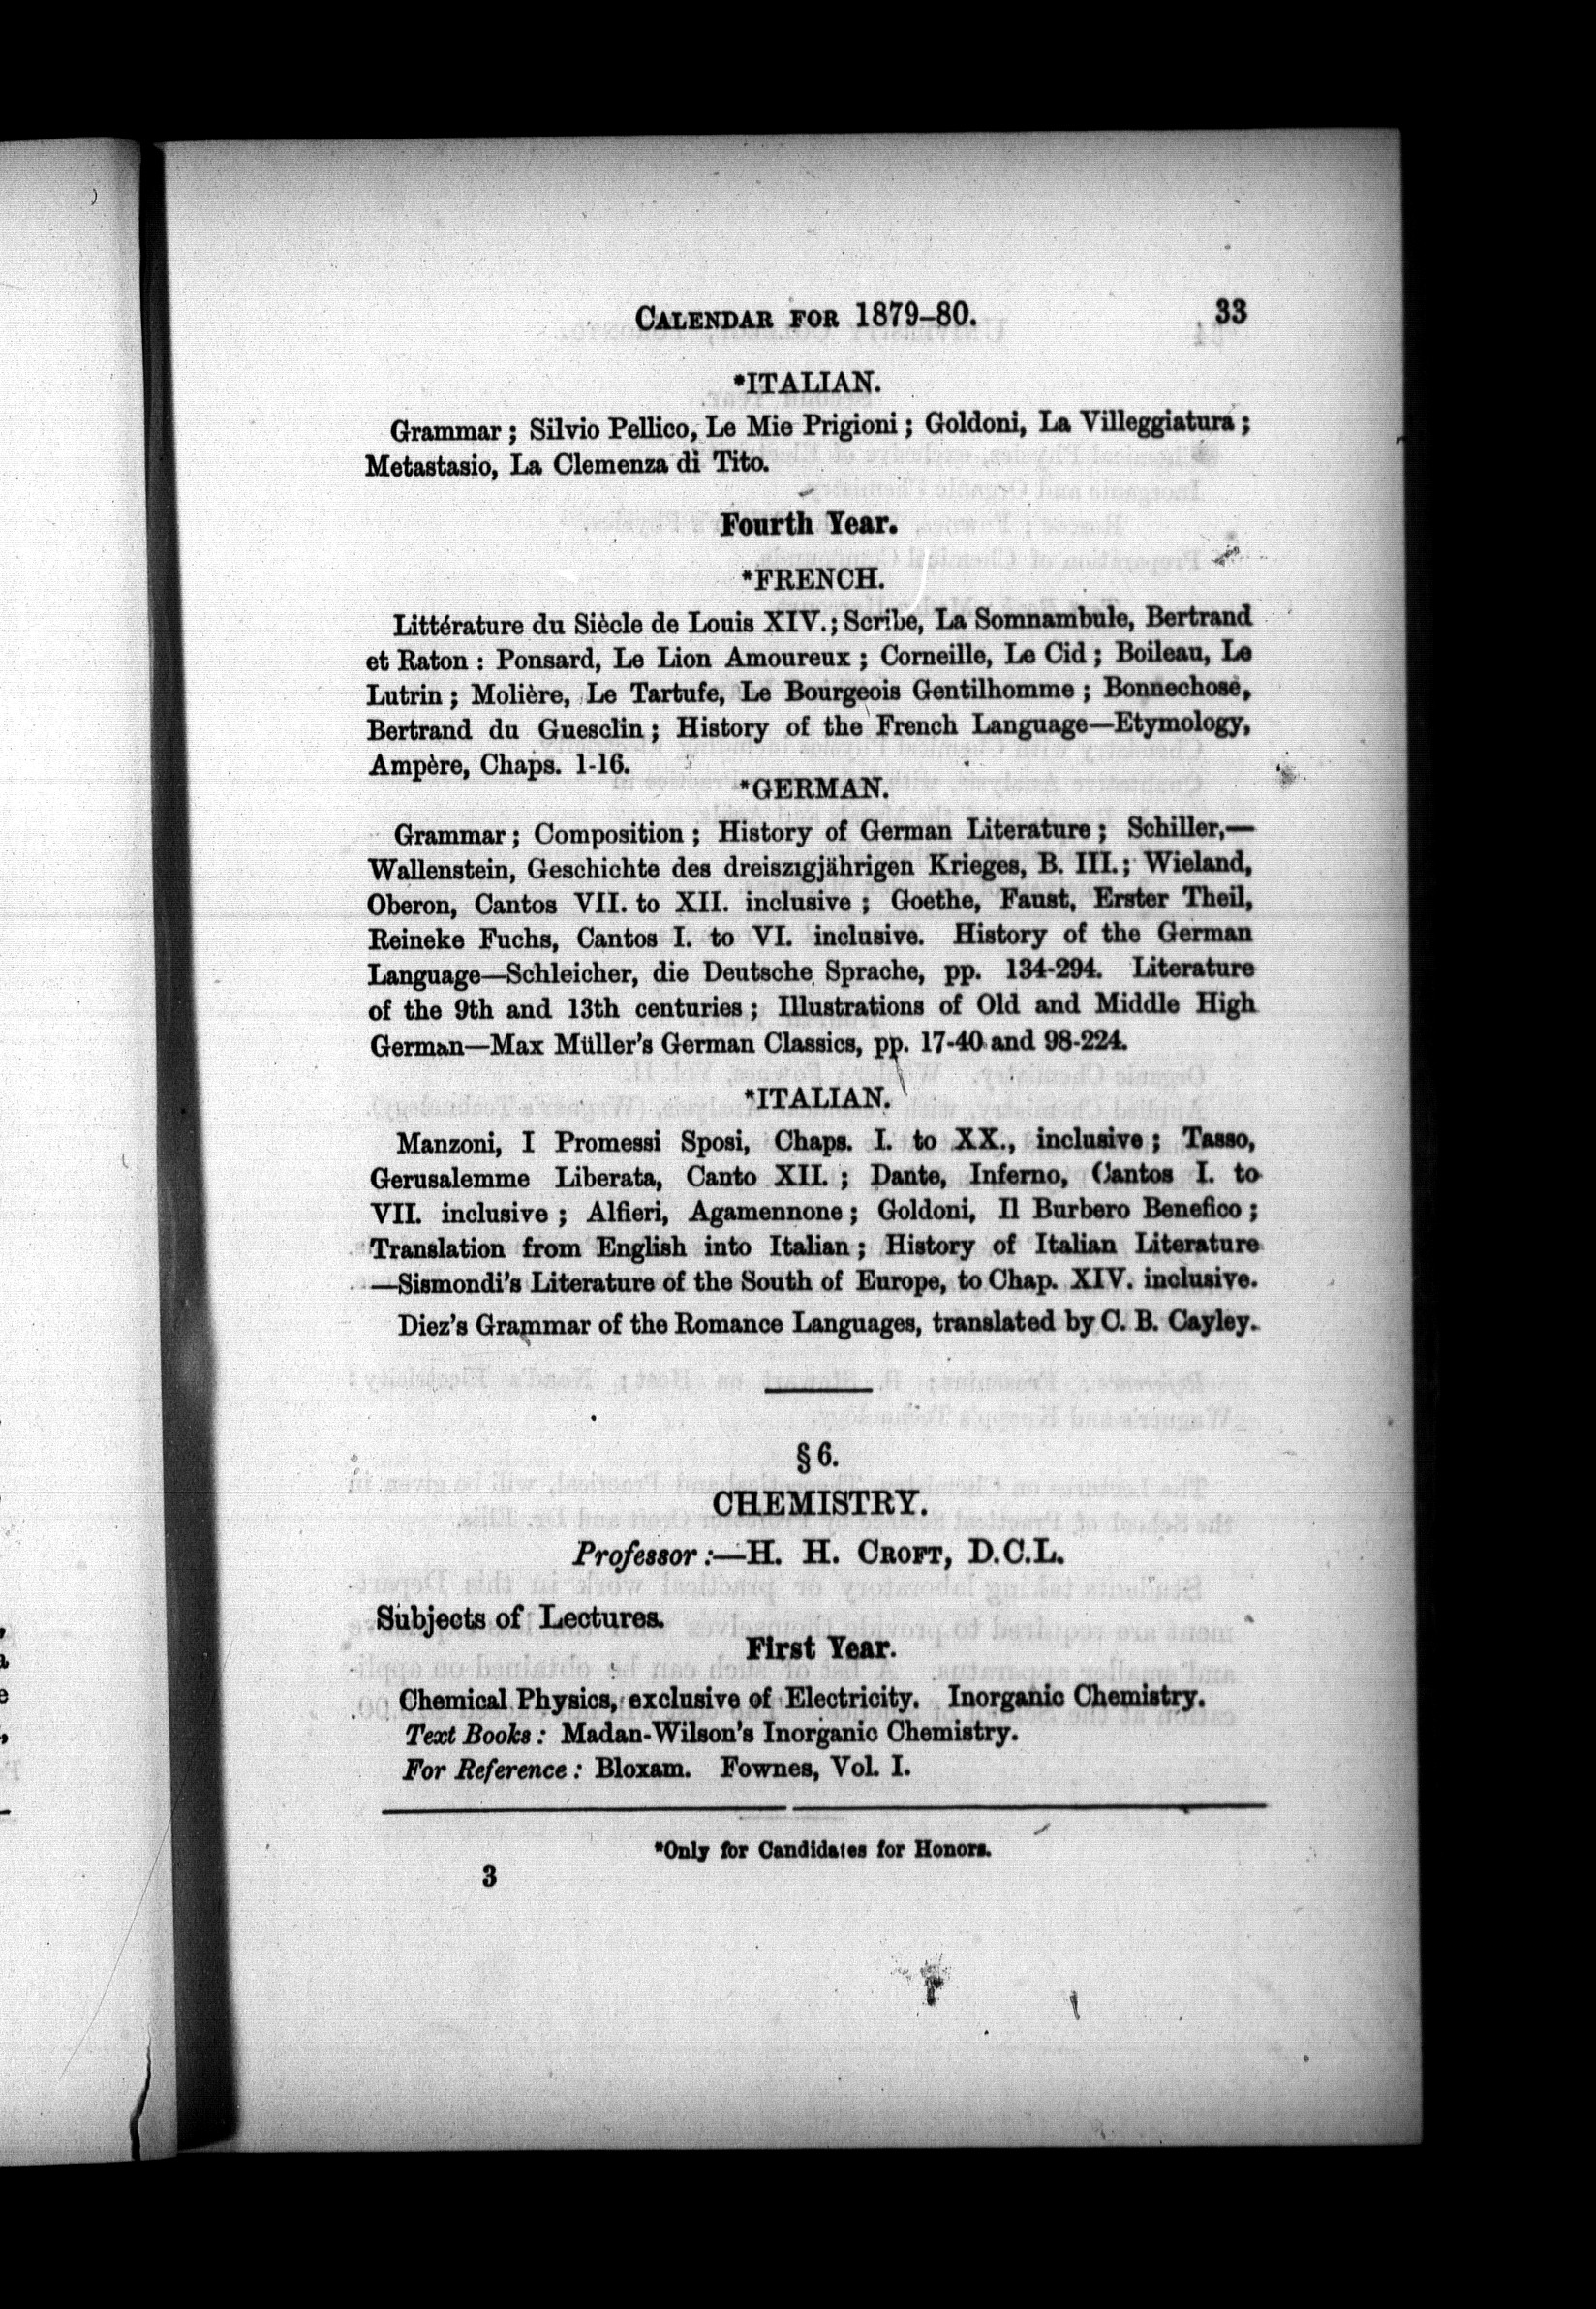 CALENDAR FOR 1879–80. 33
*ITALIAN.
Grammar; Silvio Pellico, Le Mie Prigioni; Goldoni, La Villeggiatura;
Metastasio, La Clemenza di Tito.
Fourth Year.
*FRENCH.
Littérature du Siècle de Louis XIV.; Scribe, La Somnambule, Bertrand
et Raton: Ponsard, Le Lion Amoureux; Corneille, Le Cid; Boileau, Le
Lutrin; Molière, Le Tartufe, Le Bourgeois Gentilhomme; Bonnechose,
Bertrand du Guesclin; History of the French Language—Etymology,
Ampère, Chaps. 1-16.
*GERMAN.
Grammar; Composition; History of German Literature; Schiller,—
Wallenstein, Geschichte des dreiszigjährigen Krieges, B. III.; Wieland,
Oberon, Cantos VII. to XII. inclusive; Goethe, Faust, Erster Theil,
Reineke Fuchs, Cantos I. to VI. inclusive. History of the German
Language—Schleicher, die Deutsche Sprache, pp. 134-294. Literature
of the 9th and 13th centuries; Illustrations of Old and Middle High
German—Max Müller's German Classics, pp. 17-40 and 98-224.
*ITALIAN.
Manzoni, I Promessi Sposi, Chaps. I. to XX., inclusive; Tasso,
Gerusalemme Liberata, Canto XII.; Dante, Inferno, Cantos I. to
VII. inclusive; Alfieri, Agamennone; Goldoni, Il Burbero Benefico;
Translation from English into Italian; History of Italian Literature
—Sismondi's Literature of the South of Europe, to Chap. XIV. inclusive.
Diez's Grammar of the Romance Languages, translated by C. B. Cayley.
§ 6.
CHEMISTRY.
Professor:—H. H. CROFT, D.C.L.
Subjects of Lectures.
First Year.
Chemical Physics, exclusive of Electricity. Inorganic Chemistry.
Text Books: Madan-Wilson's Inorganic Chemistry.
For Reference: Bloxam. Fownes, Vol. I.
*Only for Candidates for Honors.
3